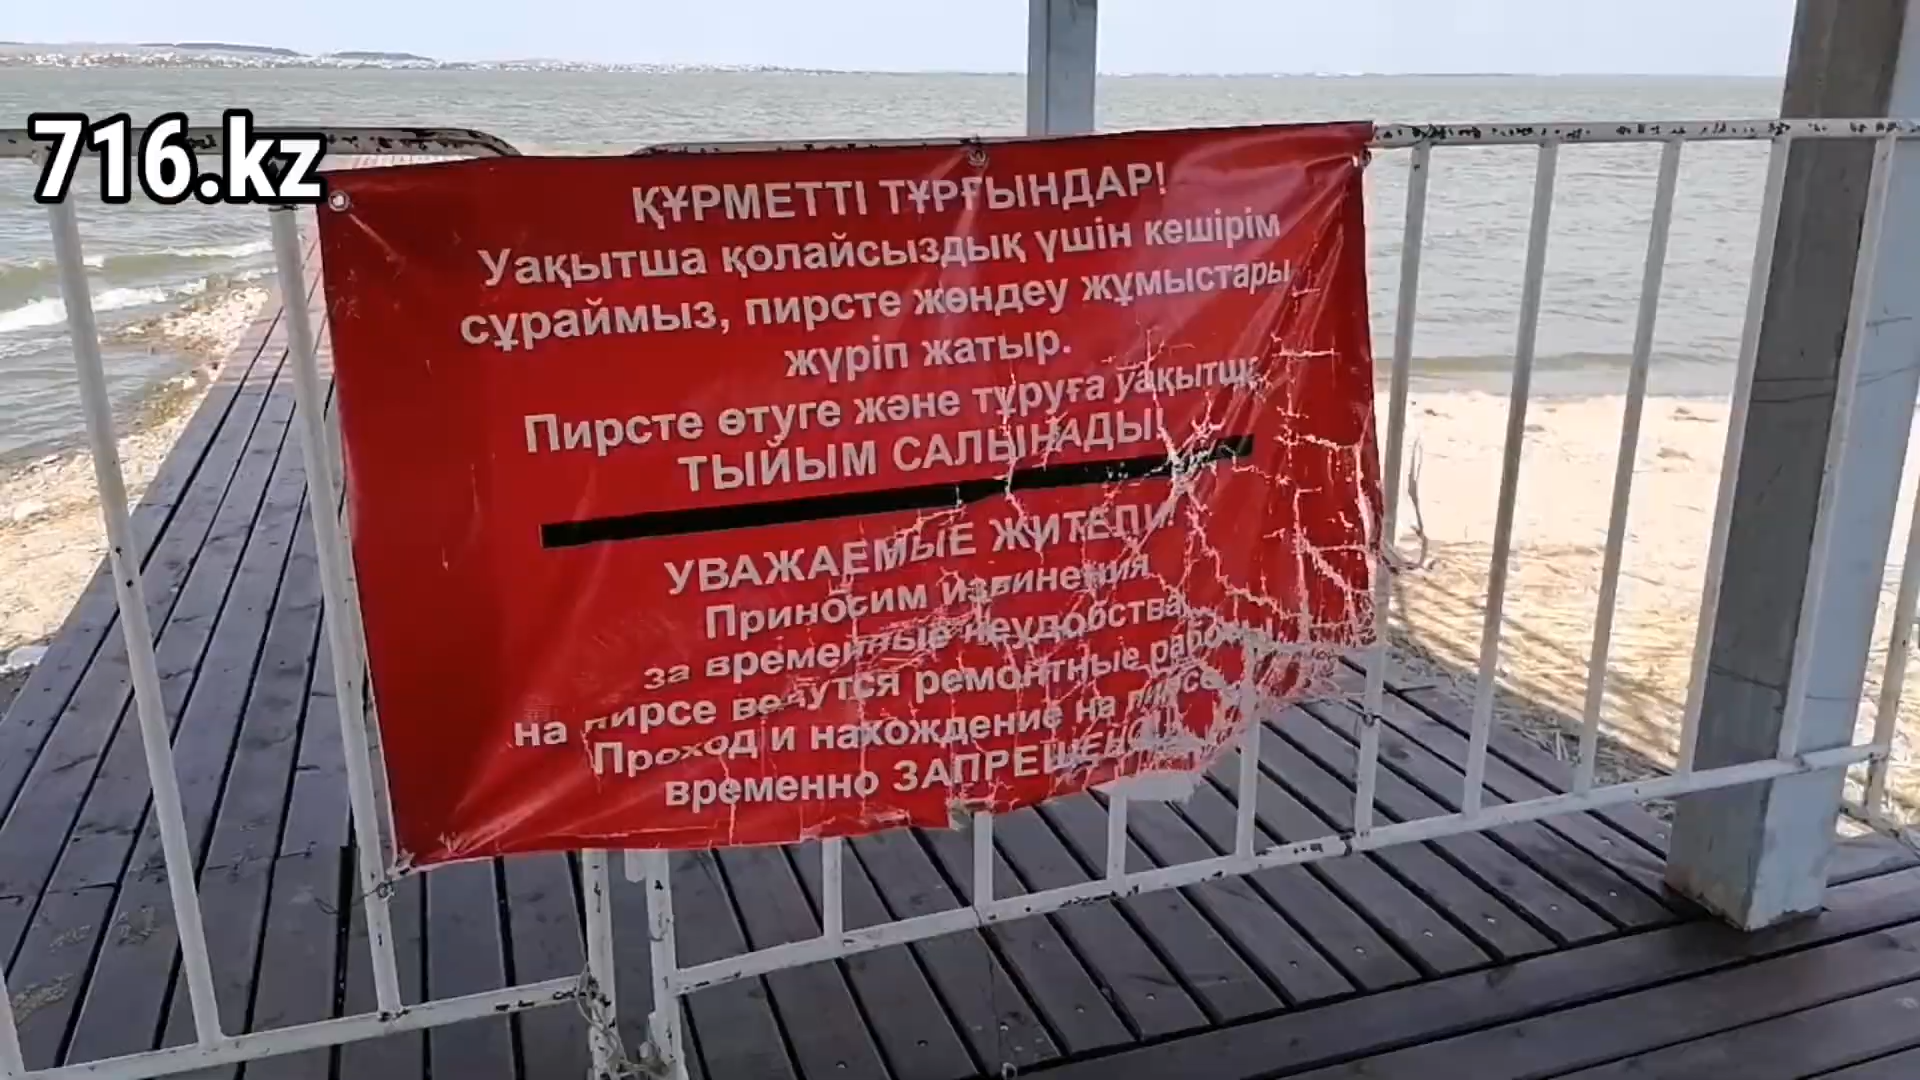 716.kz
ҚҰРМЕТТІ ТҰРҒЫНДАР!
Уақытша қолайсыздық үшін кешірім
сұраймыз, пирсте жөндеу жұмыстары
жүріп жатыр.
Пирсте өтуге және тұруға уақытша
ТЫЙЫМ САЛЫНАДЫ!
УВАЖАЕМЫЕ ЖИТЕЛИ!
Приносим извинения
за временные неудобства,
на пирсе ведутся ремонтные работы.
Проход и нахождение на пирсе
временно ЗАПРЕЩЕНО